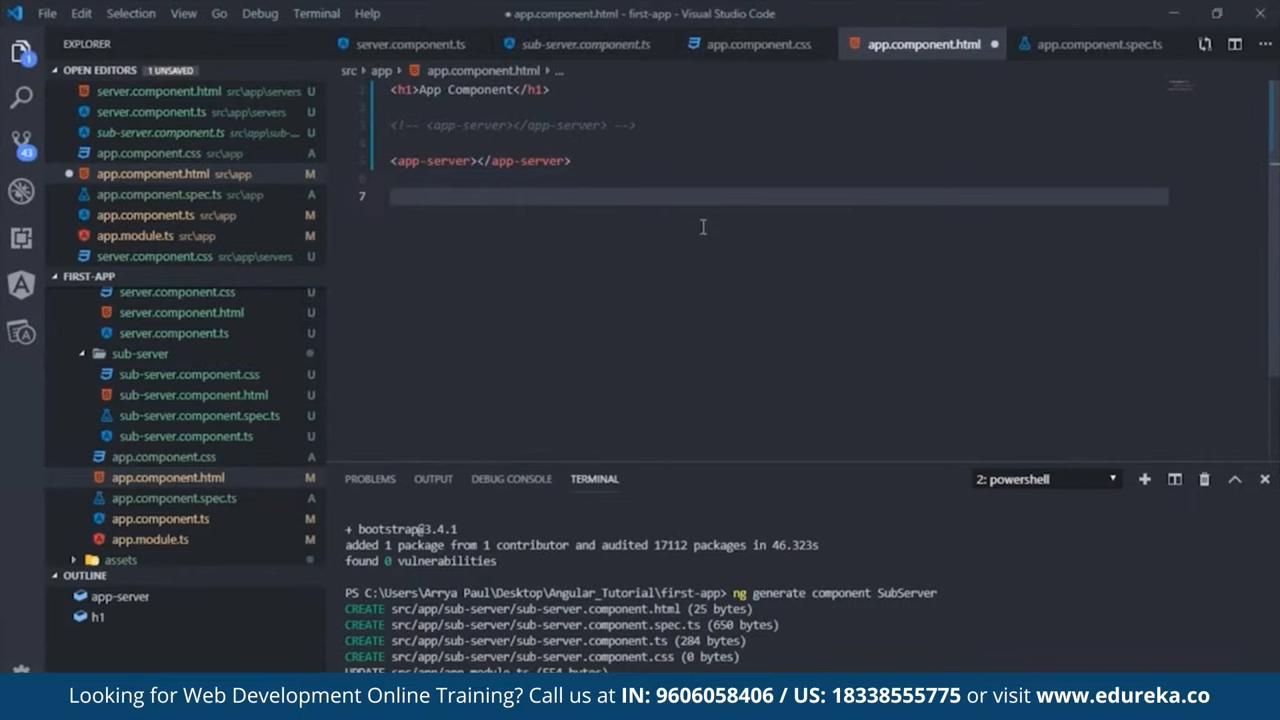 File Edit Selection View Go Debug Terminal Help
● app.component.html - first-app - Visual Studio Code
EXPLORER
server.component.ts
sub-server.component.ts
app.component.css
app.component.html
app.component.spec.ts
OPEN EDITORS 1 UNSAVED
src app app.component.html ...
server.component.html src\app\servers U
server.component.ts src\app\servers U
sub-server.component.ts src\app\sub-... U
app.component.css src\app A
app.component.html src\app M
app.component.spec.ts src\app A
app.component.ts src\app M
app.module.ts src\app M
server.component.css src\app\servers U
1
43
<h1>App Component</h1>
<!-- <app-server></app-server> -->
<app-server></app-server>
7
FIRST-APP
server.component.css U
server.component.html U
server.component.ts U
sub-server
sub-server.component.css U
sub-server.component.html U
sub-server.component.spec.ts U
sub-server.component.ts U
app.component.css A
app.component.html M
app.component.spec.ts A
app.component.ts M
app.module.ts M
assets
OUTLINE
app-server
h1
PROBLEMS OUTPUT DEBUG CONSOLE TERMINAL
2: powershell
+ bootstrap@3.4.1
added 1 package from 1 contributor and audited 17112 packages in 46.323s
found 0 vulnerabilities
PS C:\Users\Arrya Paul\Desktop\Angular_Tutorial\first-app> ng generate component SubServer
CREATE src/app/sub-server/sub-server.component.html (25 bytes)
CREATE src/app/sub-server/sub-server.component.spec.ts (650 bytes)
CREATE src/app/sub-server/sub-server.component.ts (284 bytes)
CREATE src/app/sub-server/sub-server.component.css (0 bytes)
Looking for Web Development Online Training? Call us at IN: 9606058406 / US: 18338555775 or visit www.edureka.co